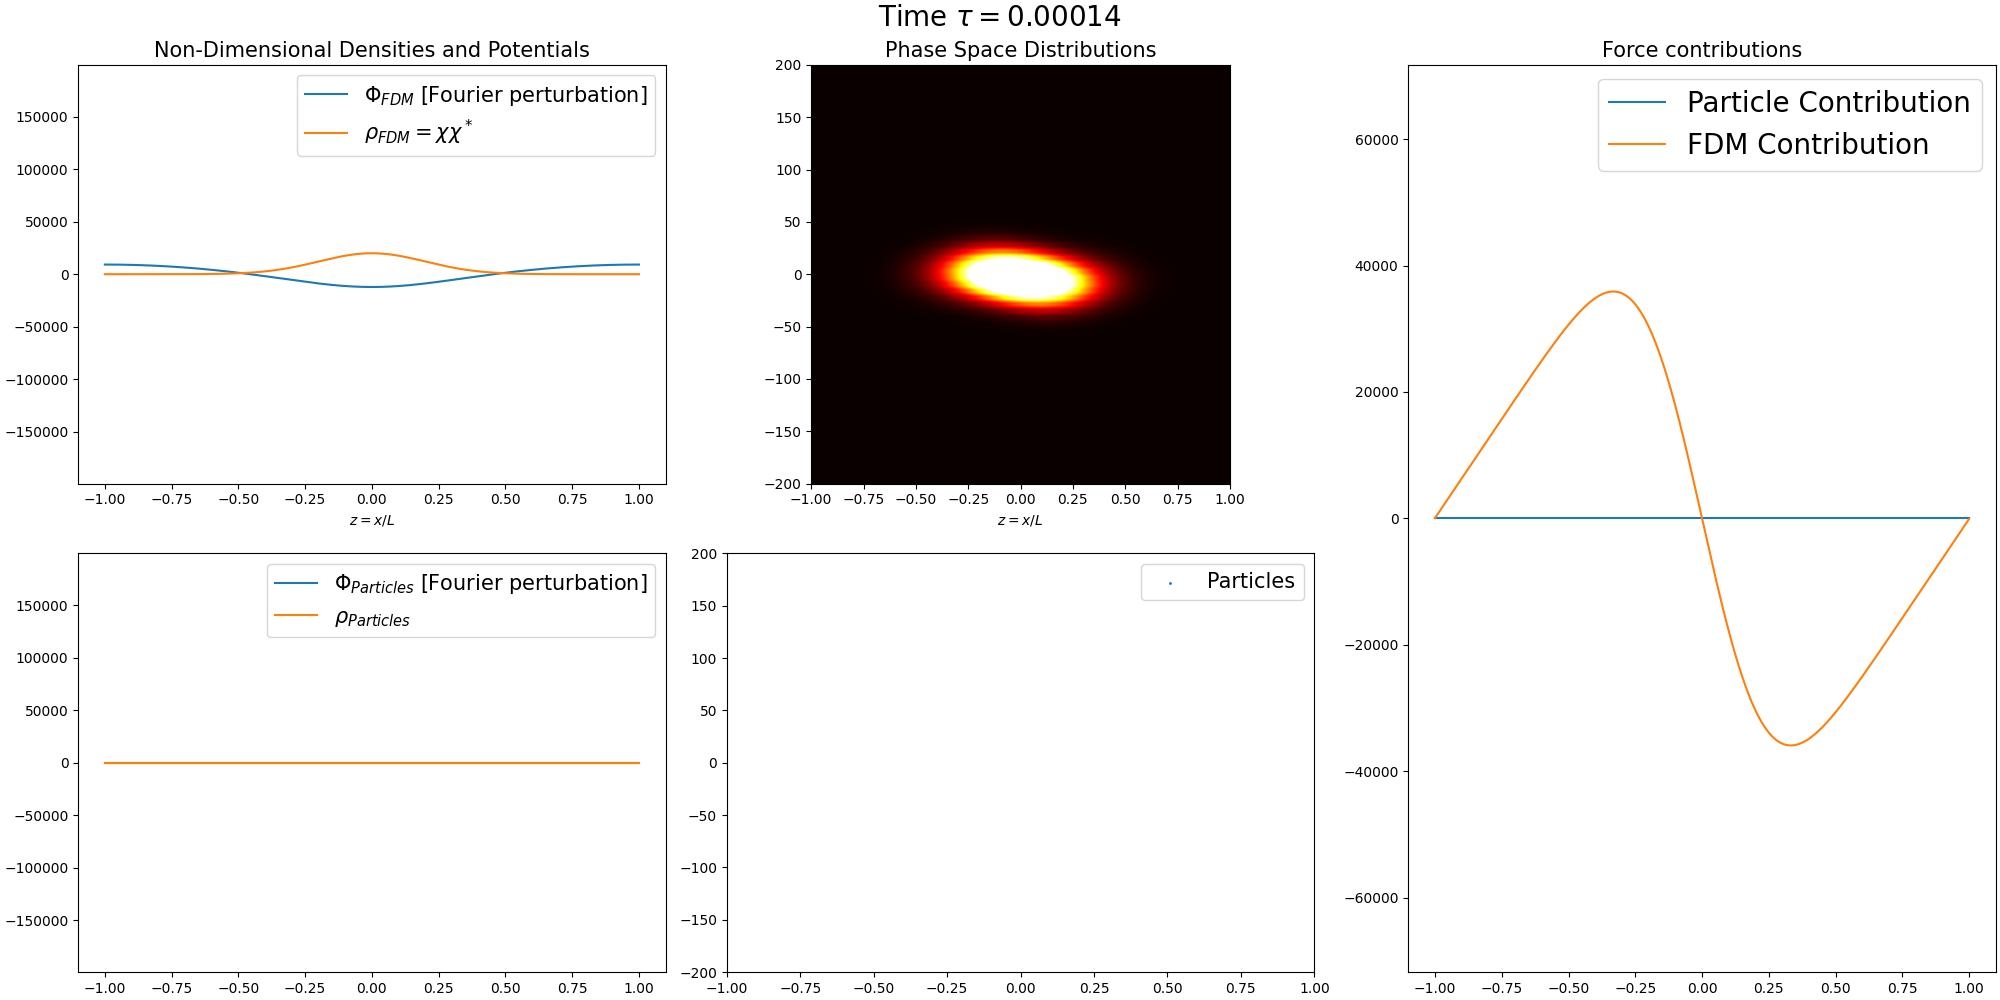 Time τ = 0.00014
Non-Dimensional Densities and Potentials
Φ_FDM [Fourier perturbation]
ρ_FDM = χχ*
150000
100000
50000
0
−50000
−100000
−150000
−1.00 −0.75 −0.50 −0.25 0.00 0.25 0.50 0.75 1.00
z = x/L
Phase Space Distributions
200
150
100
50
0
−50
−100
−150
−200
−1.00 −0.75 −0.50 −0.25 0.00 0.25 0.50 0.75 1.00
z = x/L
Force contributions
Particle Contribution
FDM Contribution
60000
40000
20000
0
−20000
−40000
−60000
−1.00 −0.75 −0.50 −0.25 0.00 0.25 0.50 0.75 1.00
Φ_Particles [Fourier perturbation]
ρ_Particles
150000
100000
50000
0
−50000
−100000
−150000
−1.00 −0.75 −0.50 −0.25 0.00 0.25 0.50 0.75 1.00
Particles
200
150
100
50
0
−50
−100
−150
−200
−1.00 −0.75 −0.50 −0.25 0.00 0.25 0.50 0.75 1.00